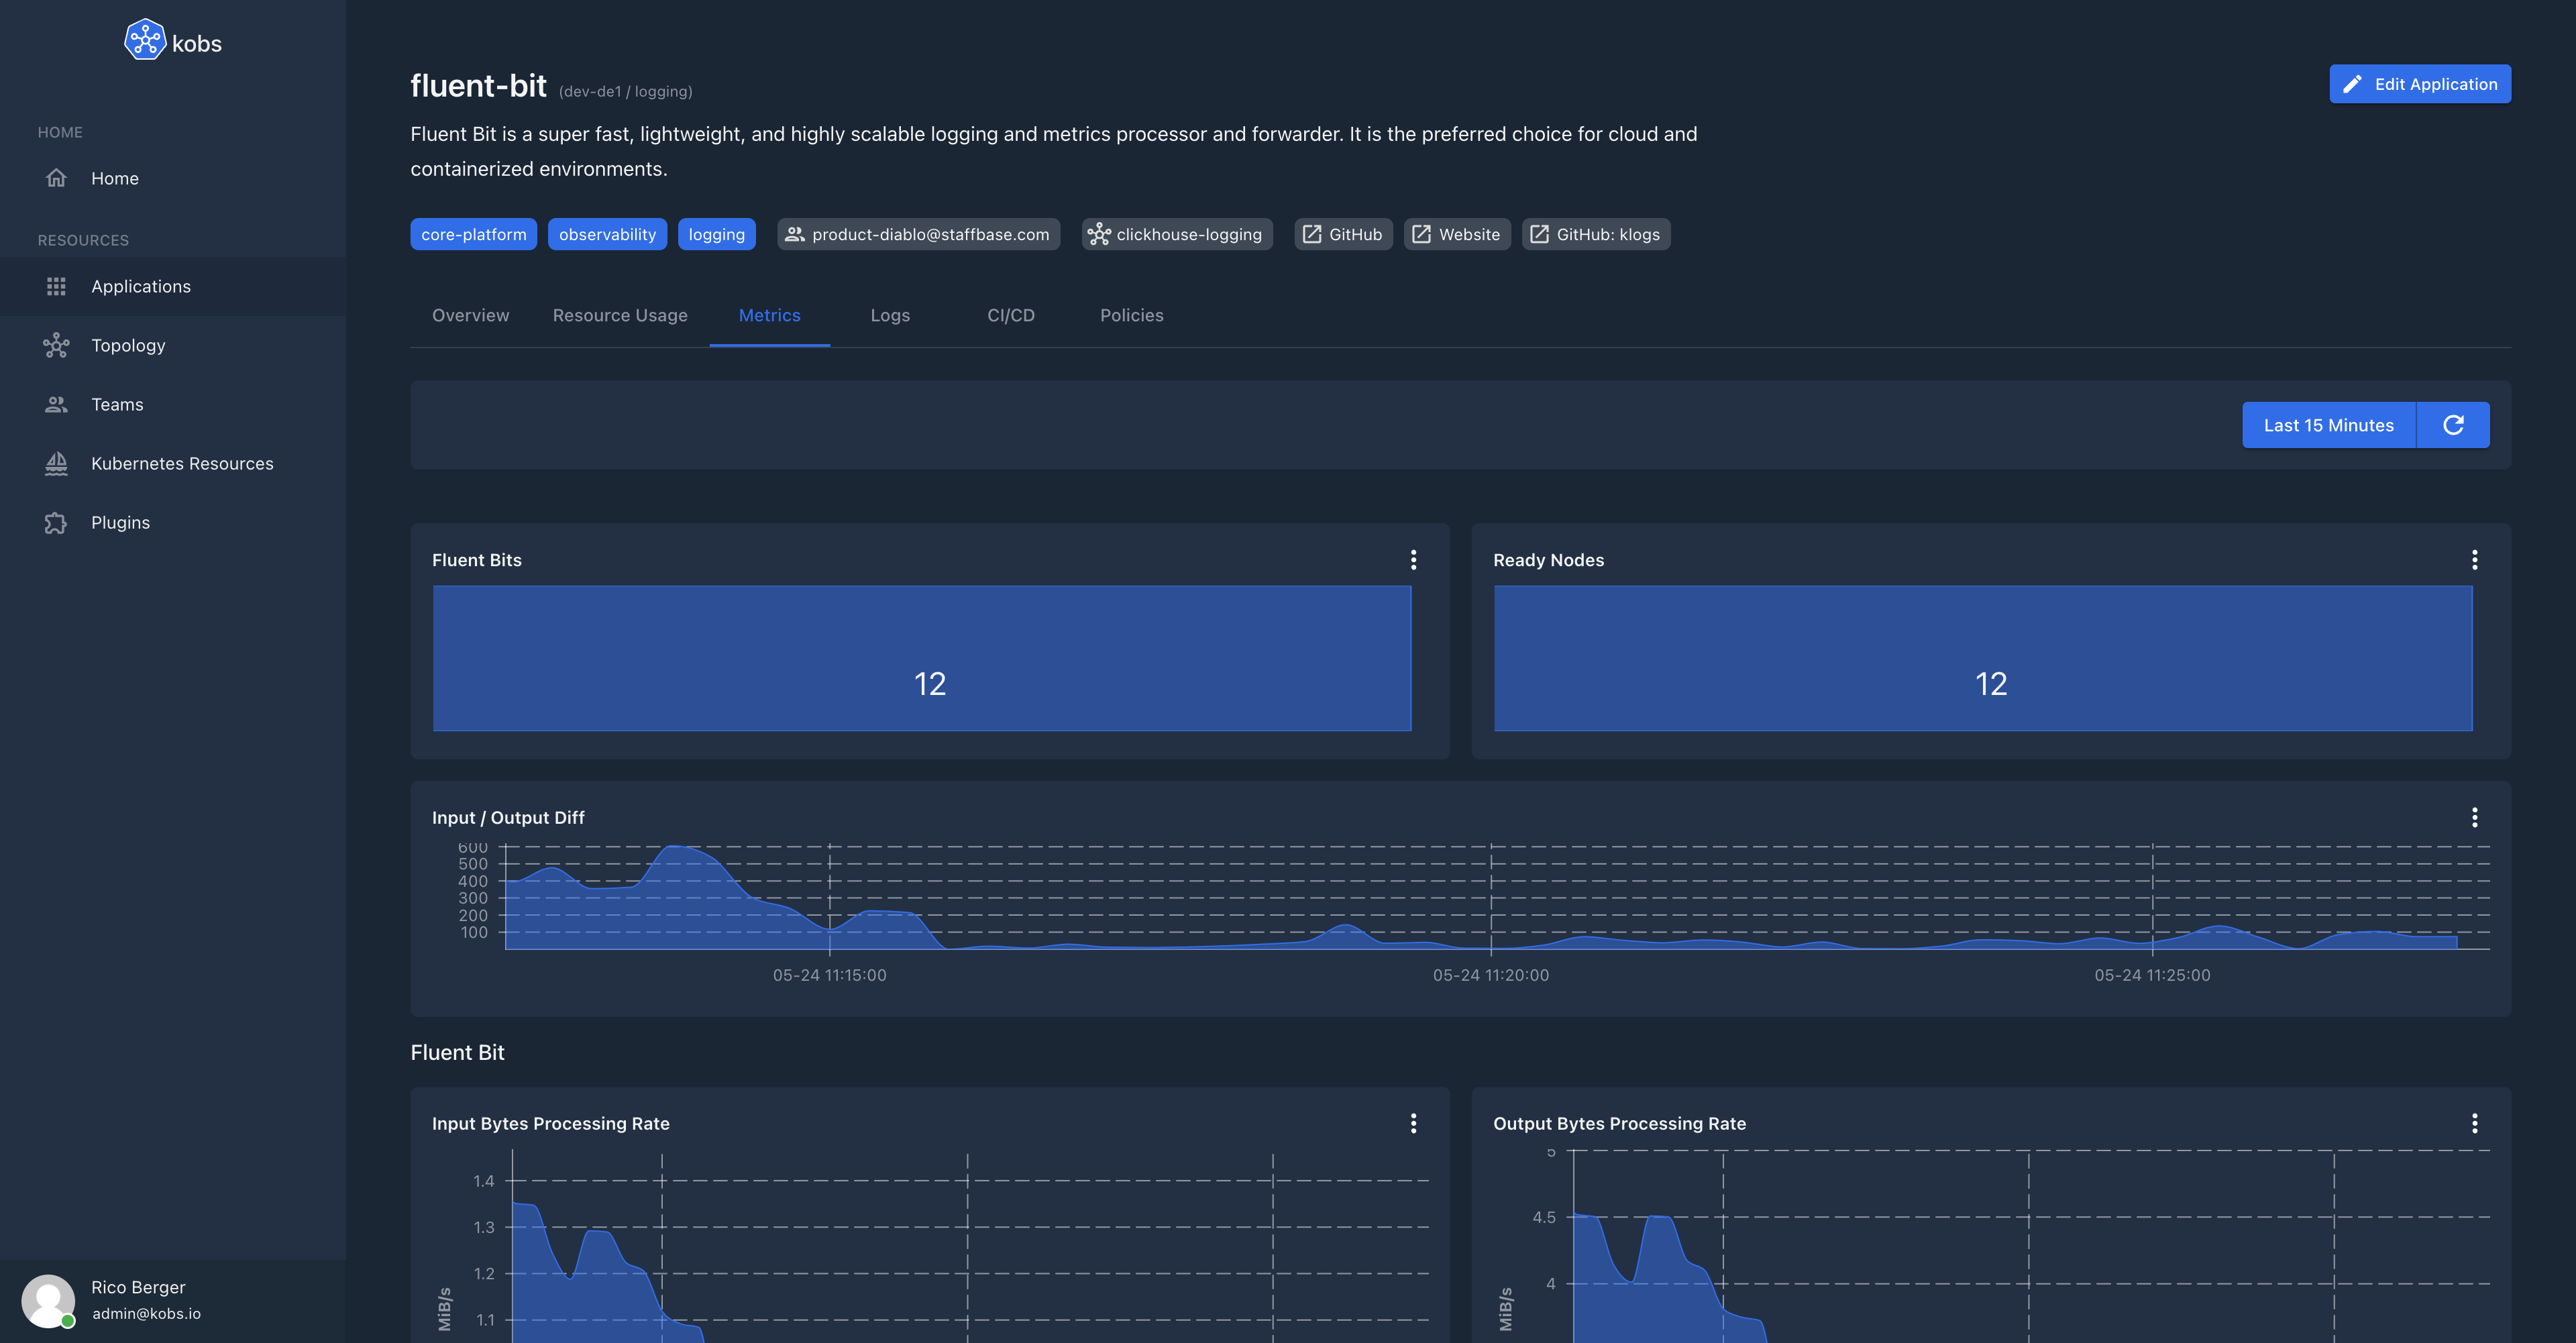 kobs
HOME
Home
RESOURCES
Applications
Topology
Teams
Kubernetes Resources
Plugins
Rico Berger
admin@kobs.io
fluent-bit (dev-de1 / logging)
Edit Application
Fluent Bit is a super fast, lightweight, and highly scalable logging and metrics processor and forwarder. It is the preferred choice for cloud and
containerized environments.
core-platform observability logging product-diablo@staffbase.com clickhouse-logging GitHub Website GitHub: klogs
Overview Resource Usage Metrics Logs CI/CD Policies
Last 15 Minutes
Fluent Bits
12
Ready Nodes
12
Input / Output Diff
600
500
400
300
200
100
05-24 11:15:00 05-24 11:20:00 05-24 11:25:00
Fluent Bit
Input Bytes Processing Rate
1.4
1.3
1.2
1.1
MiB/s
Output Bytes Processing Rate
5
4.5
4
MiB/s